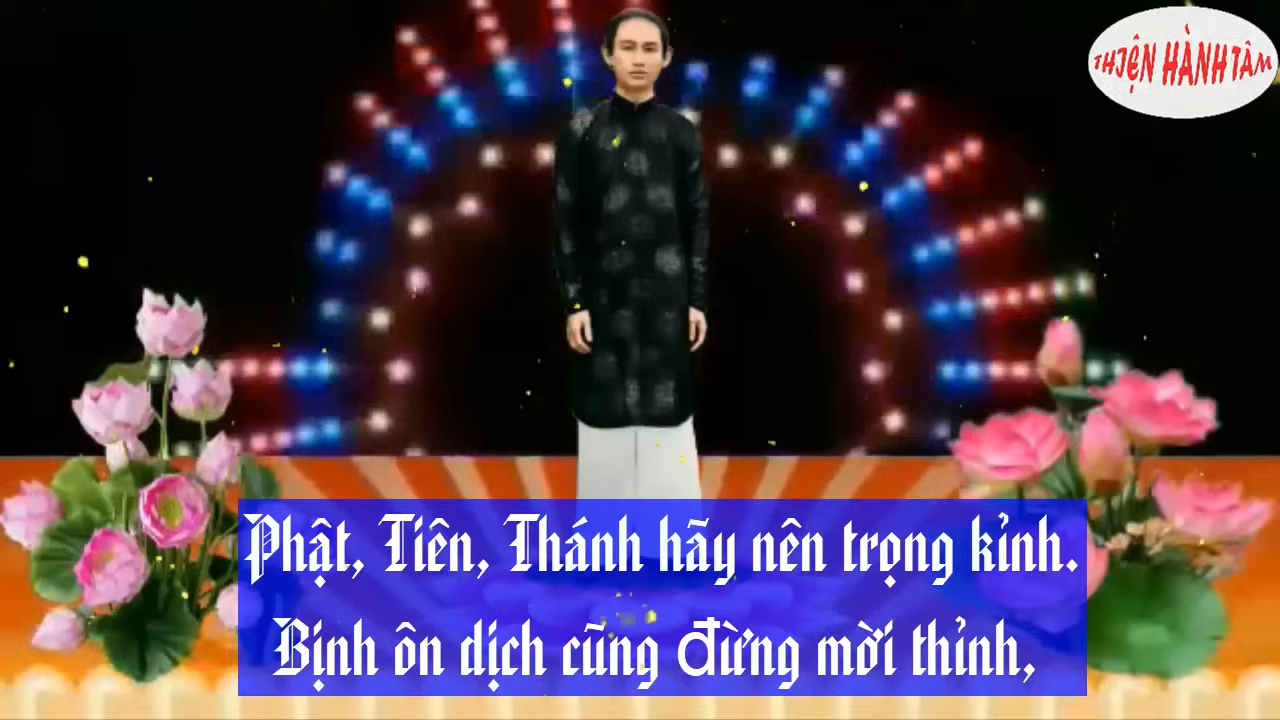 THIỆN HÀNH TÂM
Phật, Tiên, Thánh hãy nên trọng kỉnh.
Bịnh ôn dịch cũng đừng mời thỉnh,